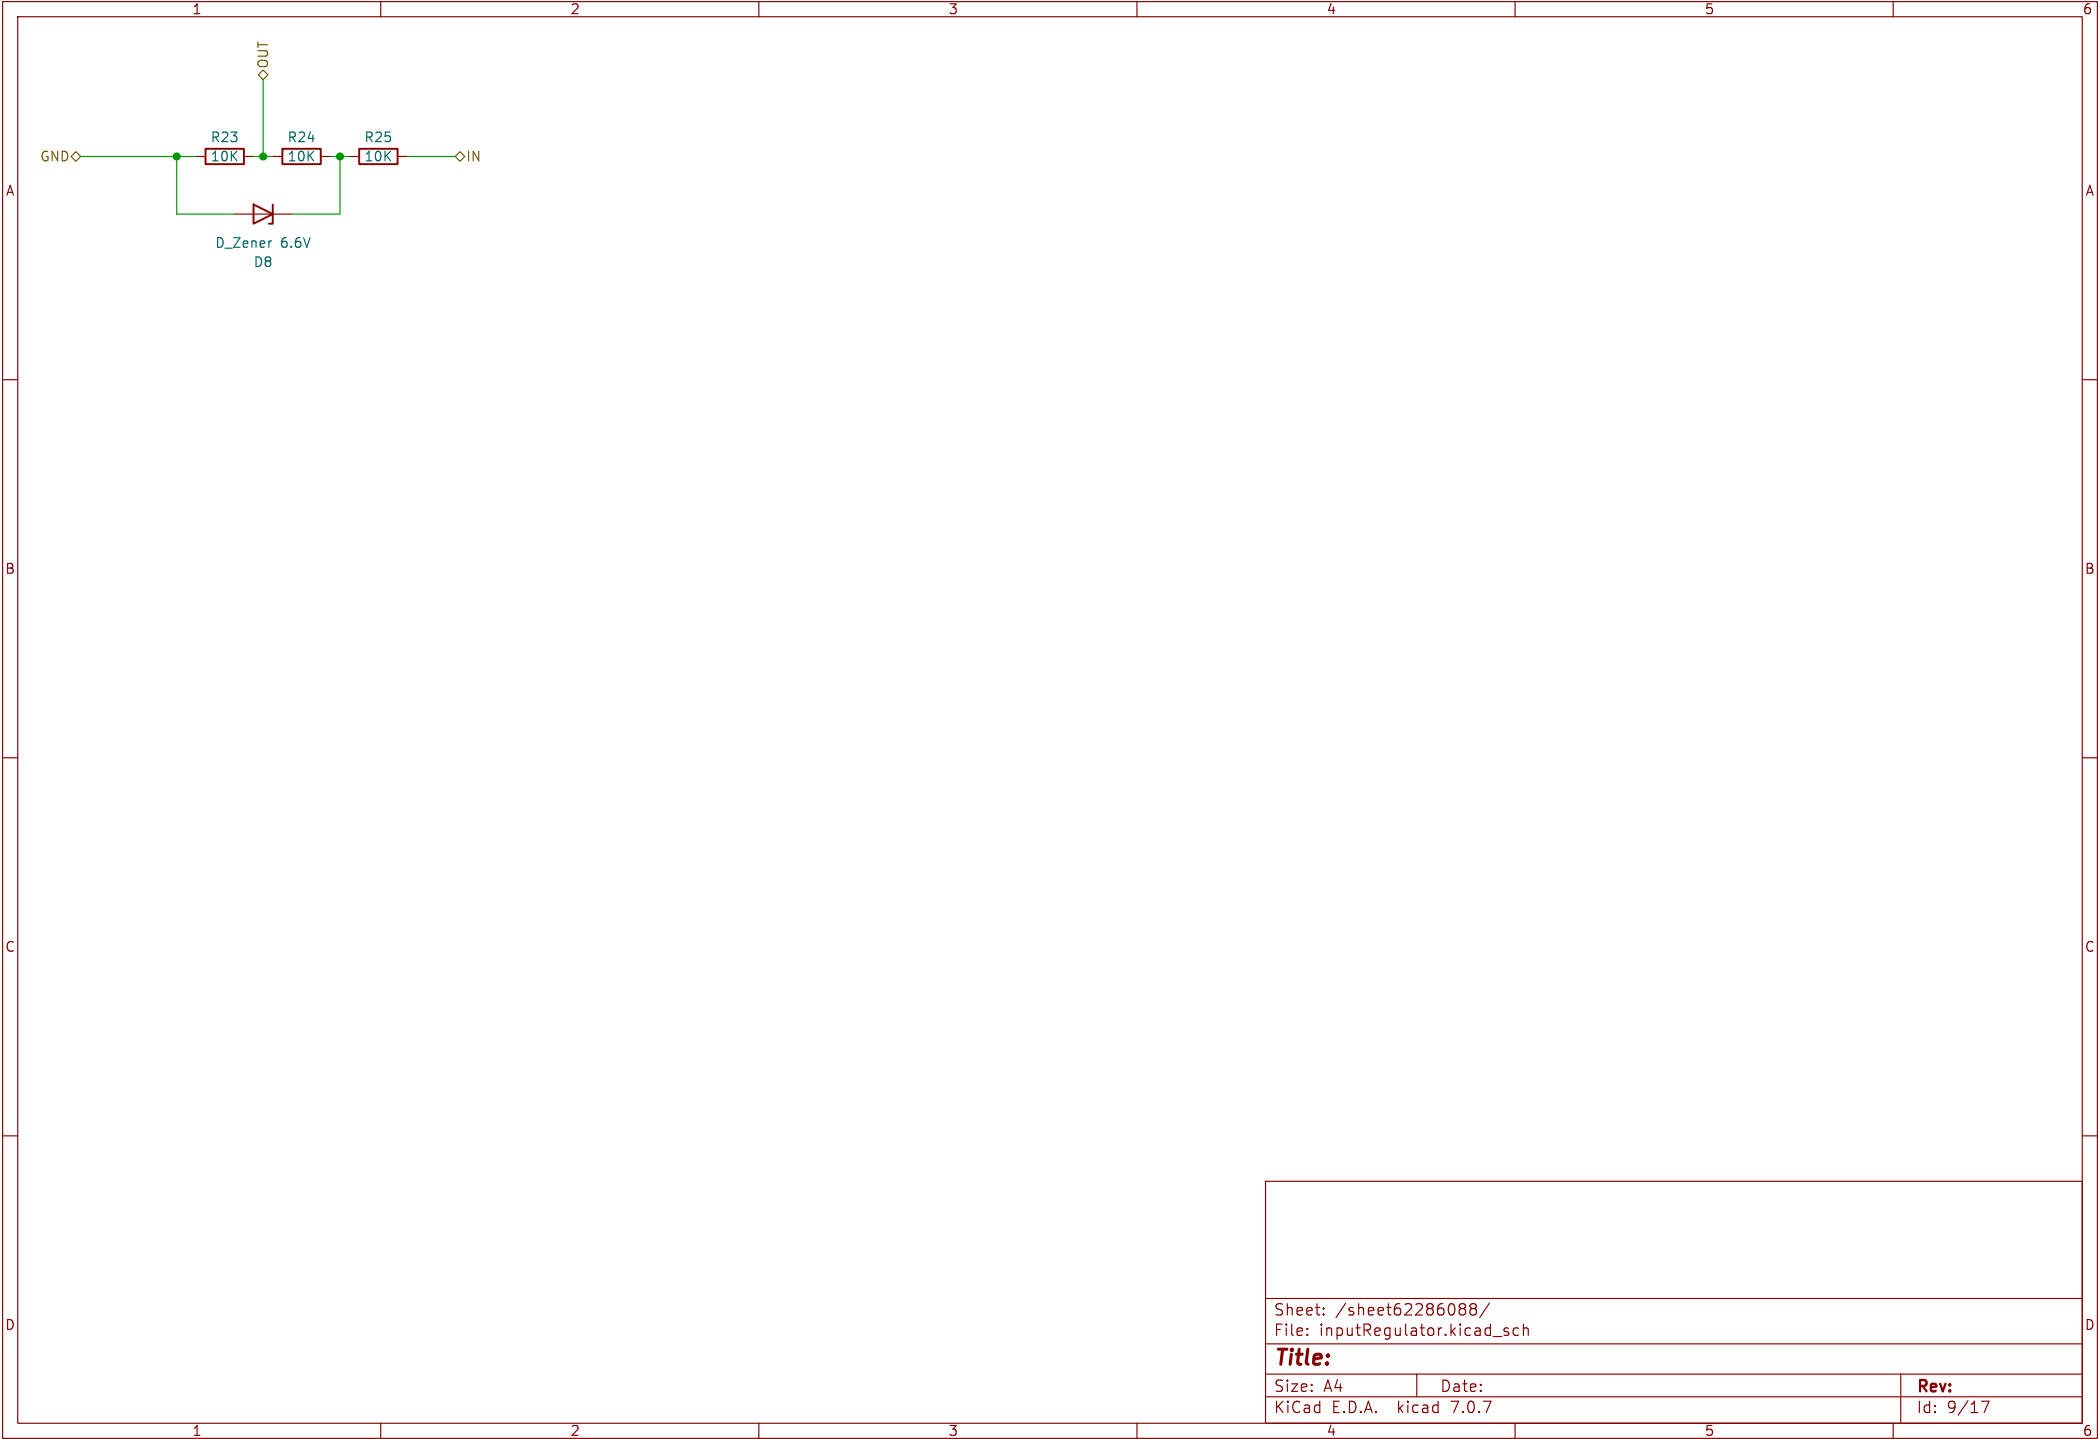 1 2 3 4 5 6
OUT
R23 R24 R25
GND 10K 10K 10K IN
A A
D_Zener 6.6V
D8
B B
C C
Sheet: /sheet62286088/
D D
File: inputRegulator.kicad_sch
Title:
Size: A4 Date: Rev:
KiCad E.D.A. kicad 7.0.7 Id: 9/17
1 2 3 4 5 6